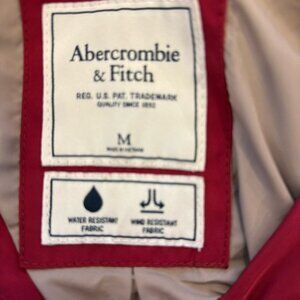 Abercrombie
& Fitch
REG. U.S. PAT. TRADEMARK
QUALITY SINCE 1892
M
MADE IN VIETNAM
WATER RESISTANT
FABRIC
WIND RESISTANT
FABRIC